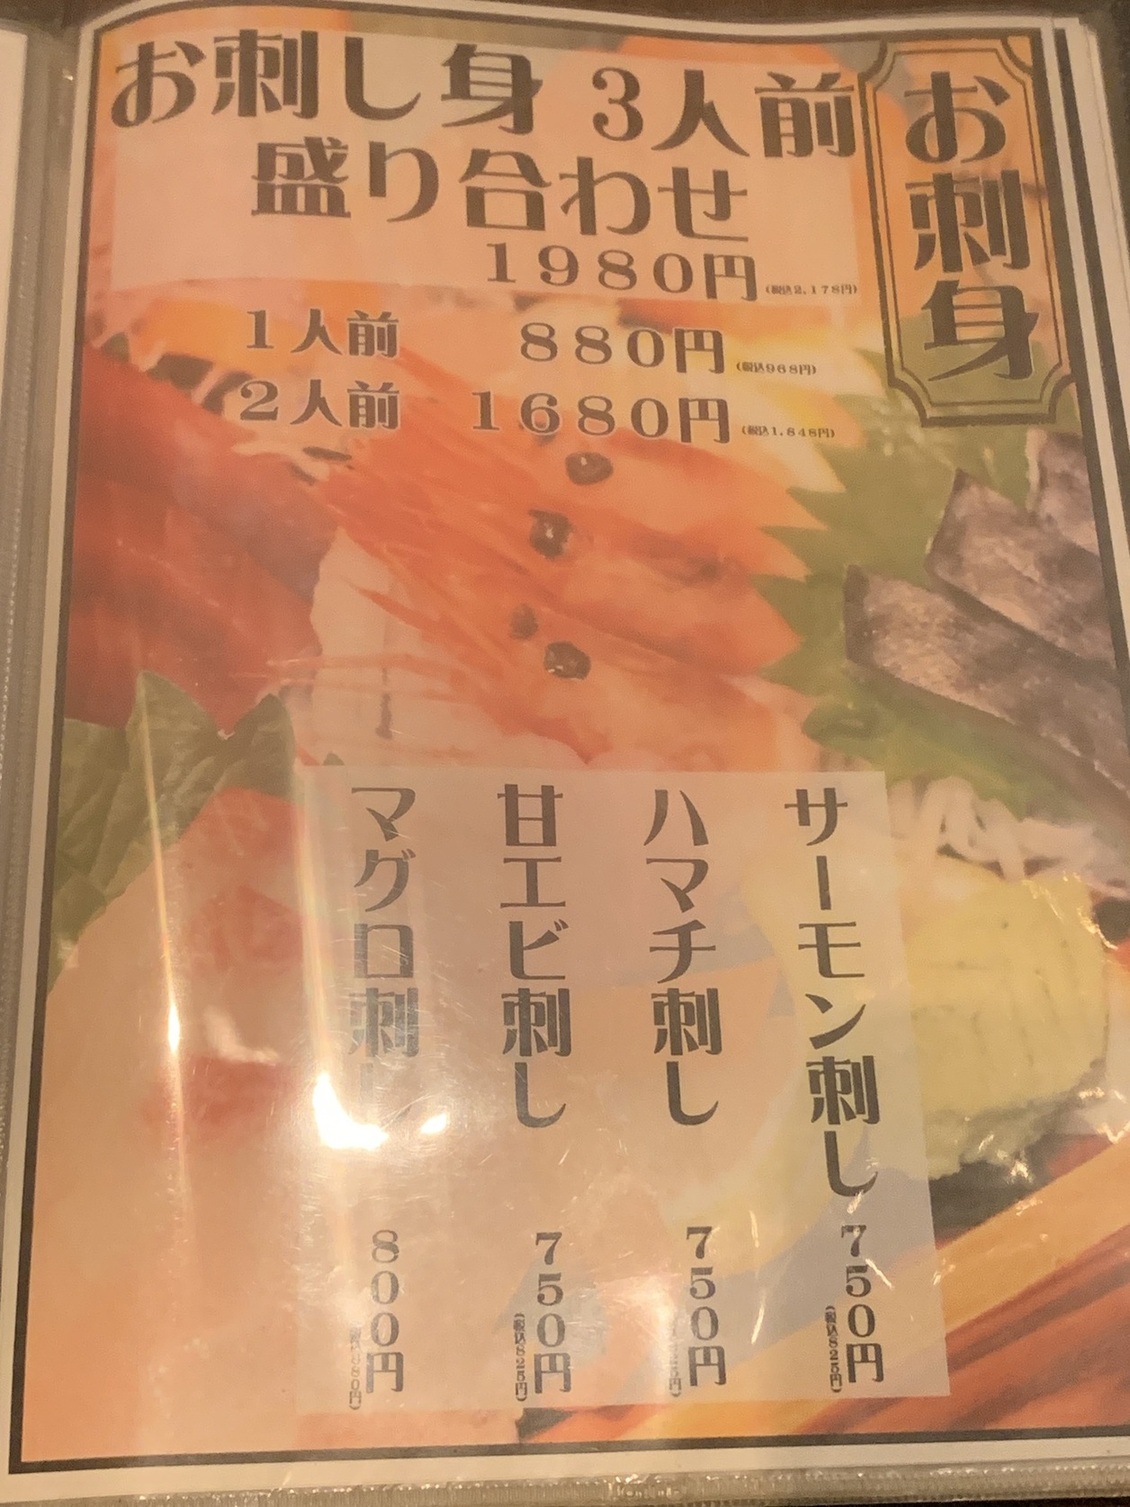 お刺身
お刺し身 3人前
盛り合わせ
1980円 (税込2,178円)
1人前 880円 (税込968円)
2人前 1680円 (税込1,848円)
サーモン刺し 750円 (税込825円)
ハマチ刺し 750円
甘エビ刺し 750円 (税込825円)
マグロ刺し 800円